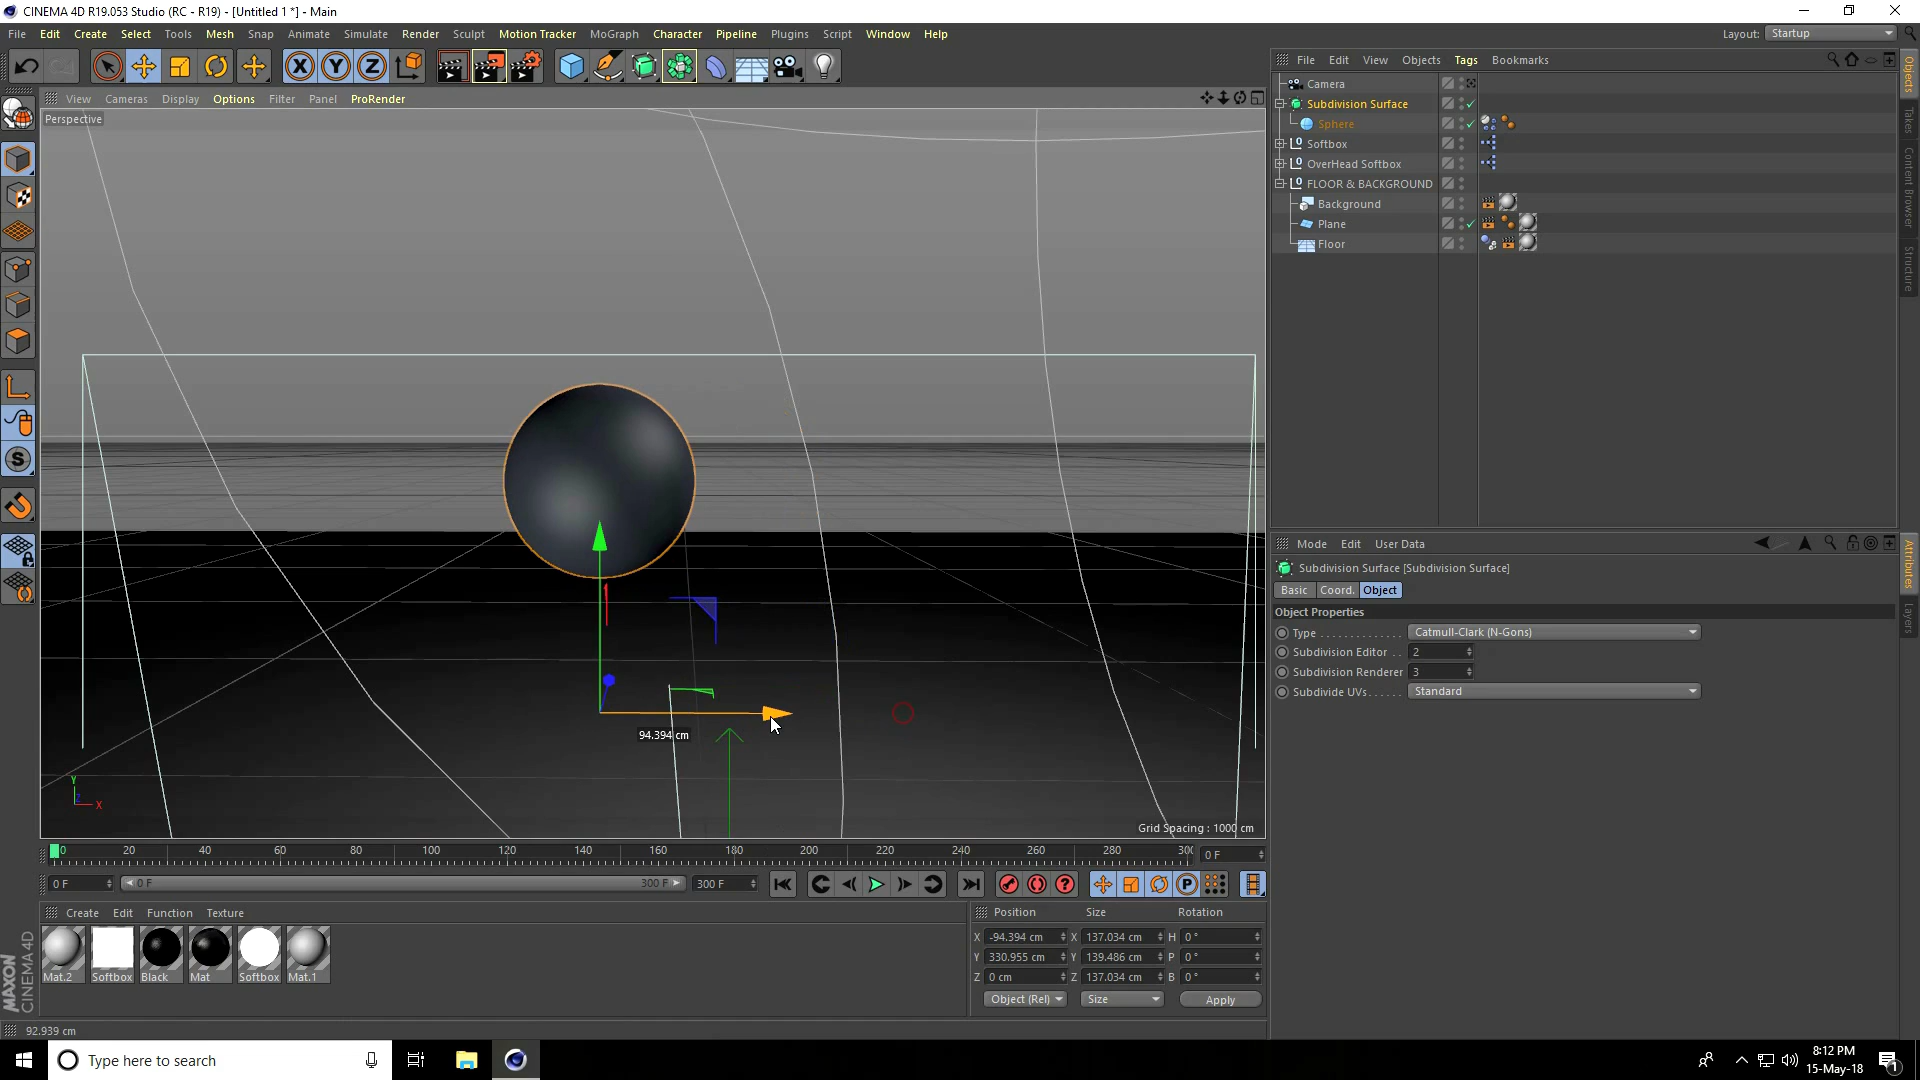 CINEMA 4D R19.053 Studio (RC - R19) - [Untitled 1 *] - Main
File Edit Create Select Tools Mesh Snap Animate Simulate Render Sculpt Motion Tracker MoGraph Character Pipeline Plugins Script Window Help Layout: Startup
X Y Z
View Cameras Display Options Filter Panel ProRender
Perspective
94.394 cm
Y
Z
X
Grid Spacing : 1000 cm
S
0 20 40 60 80 100 120 140 160 180 200 220 240 260 280 300 0 F
0 F 0 F 300 F 300 F
Create Edit Function Texture
Mat.2 Softbox Black Mat Softbox Mat.1
Position Size Rotation
X -94.394 cm X 137.034 cm H 0 °
Y 330.955 cm Y 139.486 cm P 0 °
Z 0 cm Z 137.034 cm B 0 °
Object (Rel) Size Apply
92.939 cm
MAXON
CINEMA 4D
File Edit View Objects Tags Bookmarks
Camera
Subdivision Surface
Sphere
Softbox
OverHead Softbox
FLOOR & BACKGROUND
Background
Plane
Floor
Objects
Takes
Content Browser
Structure
Mode Edit User Data
Subdivision Surface [Subdivision Surface]
Basic Coord. Object
Object Properties
Type Catmull-Clark (N-Gons)
Subdivision Editor 2
Subdivision Renderer 3
Subdivide UVs Standard
Attributes
Layers
Type here to search
8:12 PM
15-May-18
1